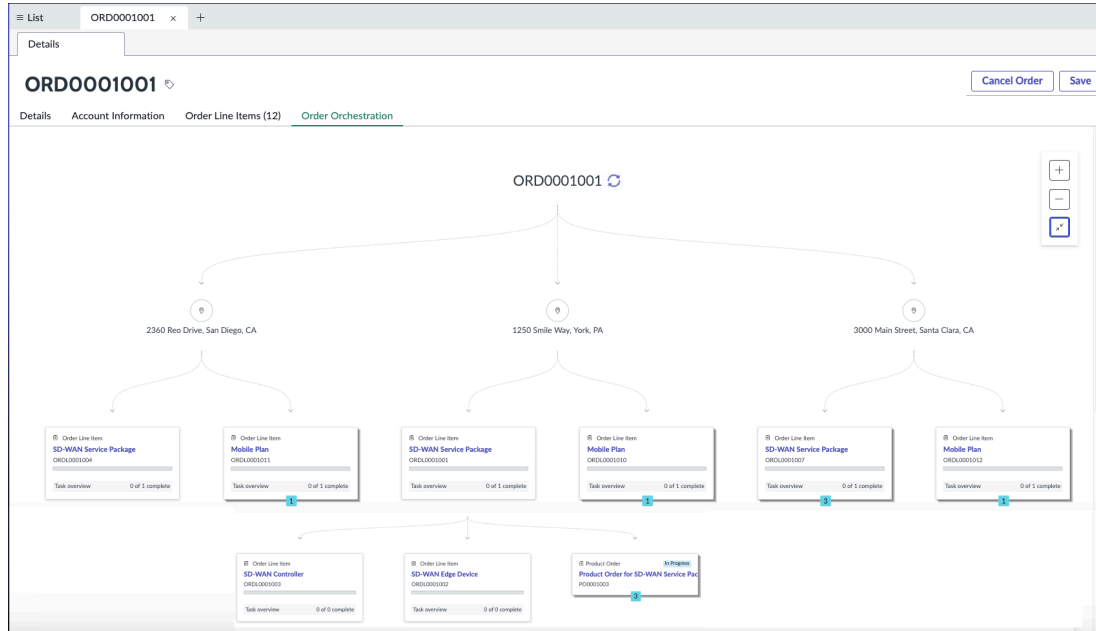 ≡ List
ORD0001001 × +
Details
ORD0001001
Cancel Order
Save
Details
Account Information
Order Line Items (12)
Order Orchestration
ORD0001001
2360 Reo Drive, San Diego, CA
1250 Smile Way, York, PA
3000 Main Street, Santa Clara, CA
Order Line Item
SD-WAN Service Package
ORDL0001004
Task overview 0 of 1 complete
Order Line Item
Mobile Plan
ORDL0001011
Task overview 0 of 1 complete
1
Order Line Item
SD-WAN Service Package
ORDL0001001
Task overview 0 of 1 complete
Order Line Item
Mobile Plan
ORDL0001010
Task overview 0 of 1 complete
1
Order Line Item
SD-WAN Service Package
ORDL0001007
Task overview 0 of 1 complete
3
Order Line Item
Mobile Plan
ORDL0001012
Task overview 0 of 1 complete
1
Order Line Item
SD-WAN Controller
ORDL0001003
Task overview 0 of 0 complete
Order Line Item
SD-WAN Edge Device
ORDL0001002
Task overview 0 of 0 complete
Product Order In Progress
Product Order for SD-WAN Service Pac
PO0001003
3